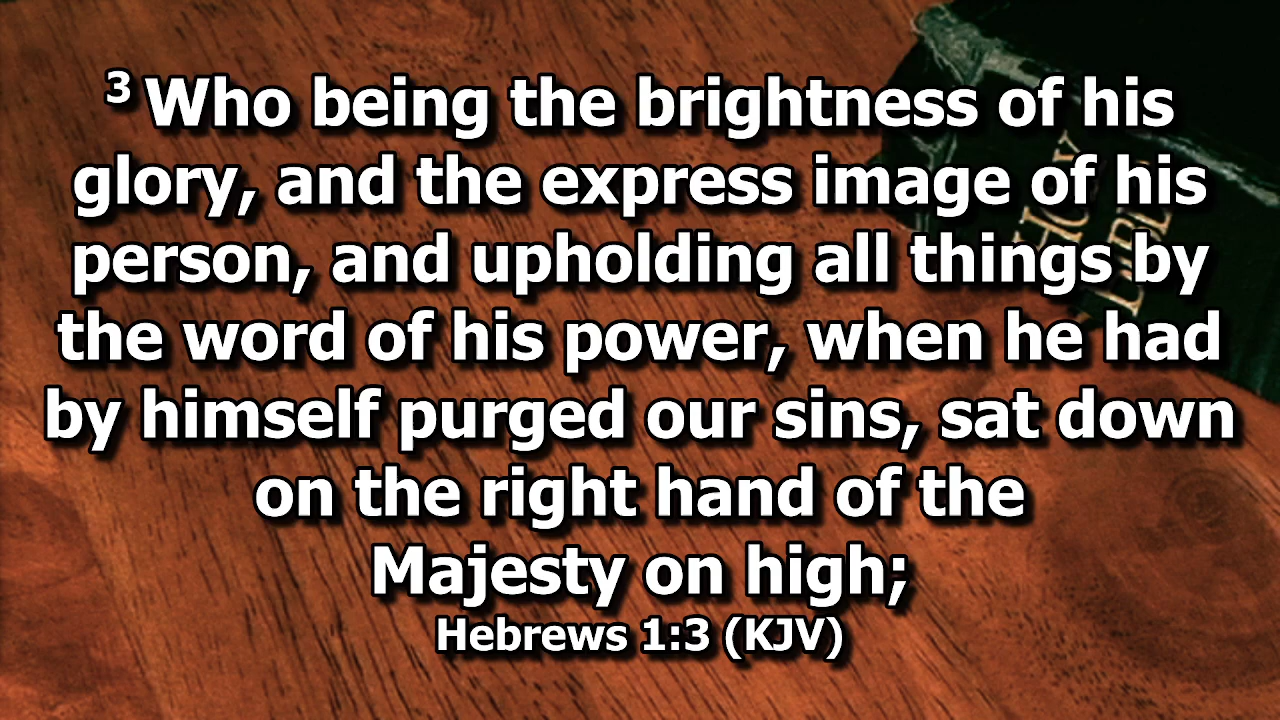 3 Who being the brightness of his
glory, and the express image of his
person, and upholding all things by
the word of his power, when he had
by himself purged our sins, sat down
on the right hand of the
Majesty on high;
Hebrews 1:3 (KJV)
HOLY
BIBLE